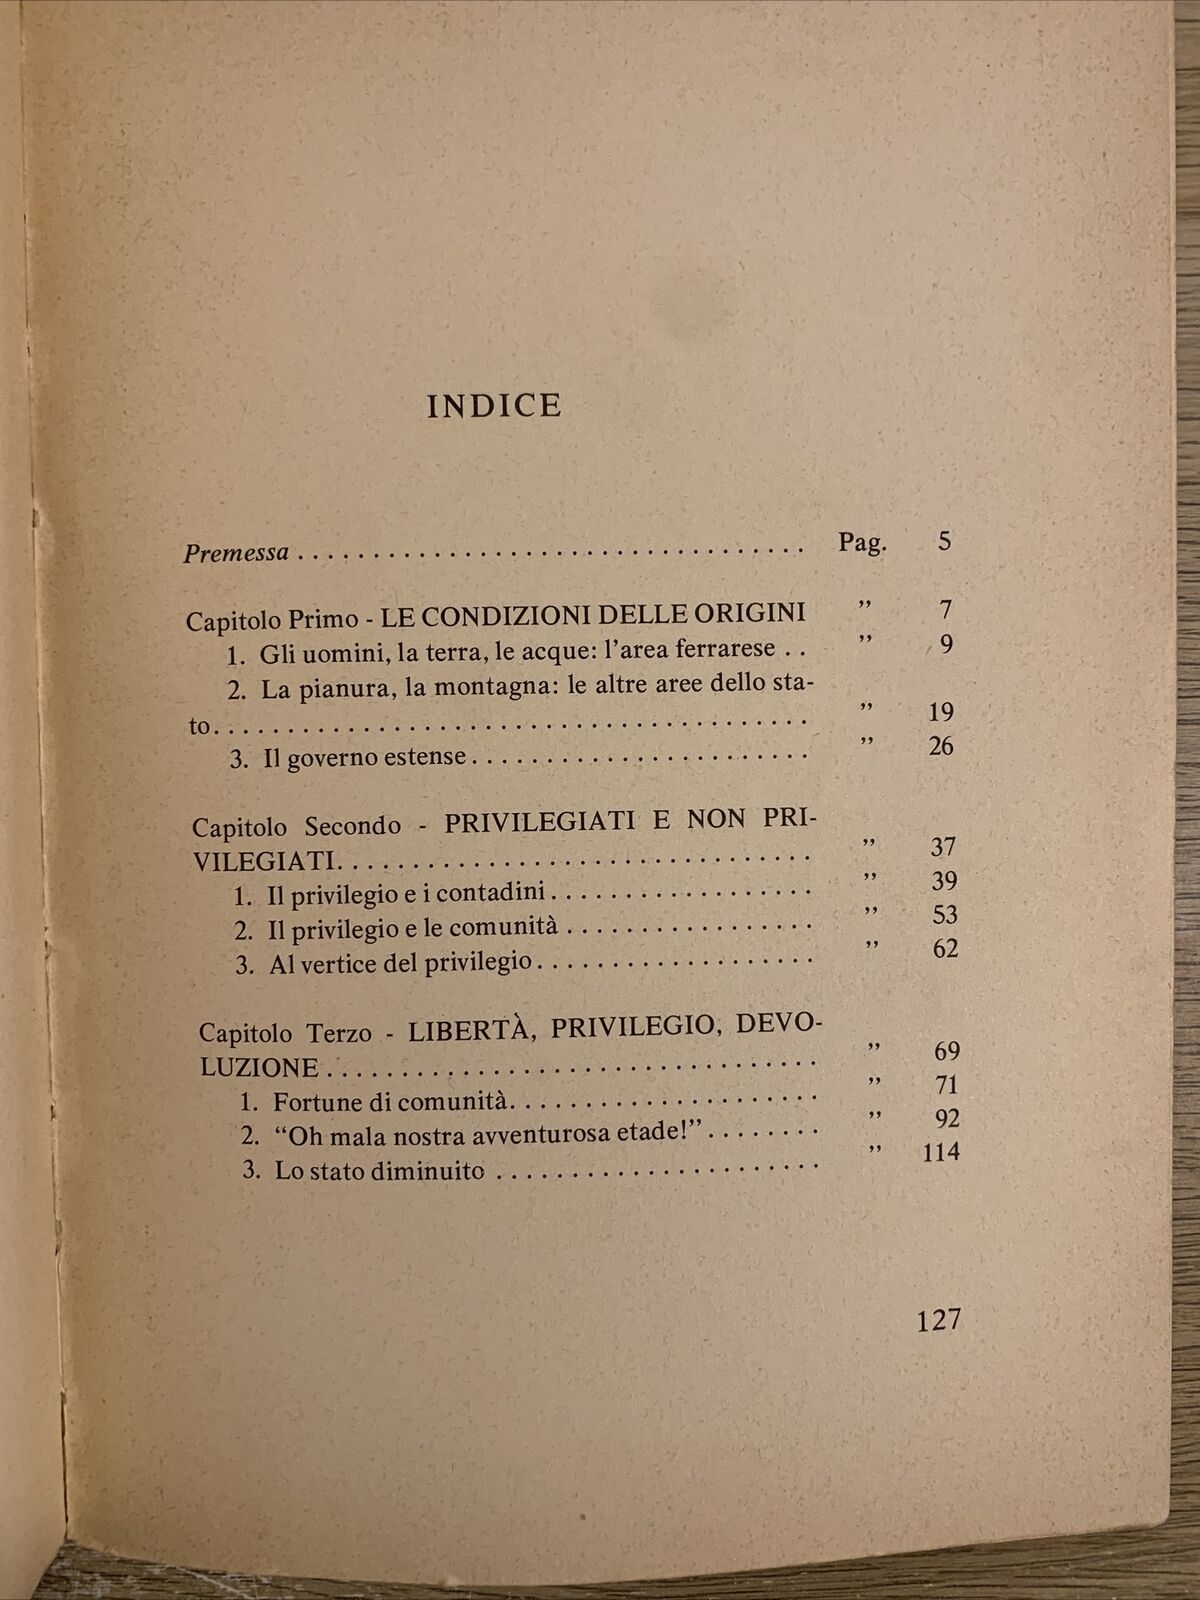 INDICE
Premessa ................................... Pag. 5
Capitolo Primo - LE CONDIZIONI DELLE ORIGINI ” 7
1. Gli uomini, la terra, le acque: l’area ferrarese .. ” 9
2. La pianura, la montagna: le altre aree dello sta-
to........................................ ” 19
3. Il governo estense....................... ” 26
Capitolo Secondo - PRIVILEGIATI E NON PRI-
VILEGIATI................................ ” 37
1. Il privilegio e i contadini.................. ” 39
2. Il privilegio e le comunità ................. ” 53
3. Al vertice del privilegio................... ” 62
Capitolo Terzo - LIBERTÀ, PRIVILEGIO, DEVO-
LUZIONE.................................. ” 69
1. Fortune di comunità..................... ” 71
2. “Oh mala nostra avventurosa etade!”........ ” 92
3. Lo stato diminuito ...................... ” 114
127